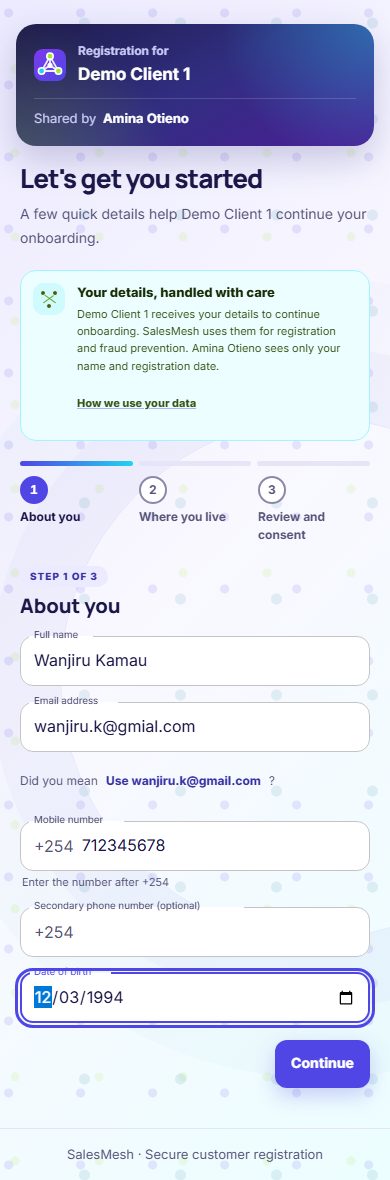 Registration for
Demo Client 1
Shared by Amina Otieno
Let's get you started
A few quick details help Demo Client 1 continue your
onboarding.
Your details, handled with care
Demo Client 1 receives your details to continue
onboarding. SalesMesh uses them for registration
and fraud prevention. Amina Otieno sees only your
name and registration date.
How we use your data
1
2
3
About you
Where you live
Review and
consent
STEP 1 OF 3
About you
Full name
Wanjiru Kamau
Email address
wanjiru.k@gmial.com
Did you mean Use wanjiru.k@gmail.com ?
Mobile number
+254 712345678
Enter the number after +254
Secondary phone number (optional)
+254
Date of birth
12/03/1994
Continue
SalesMesh · Secure customer registration